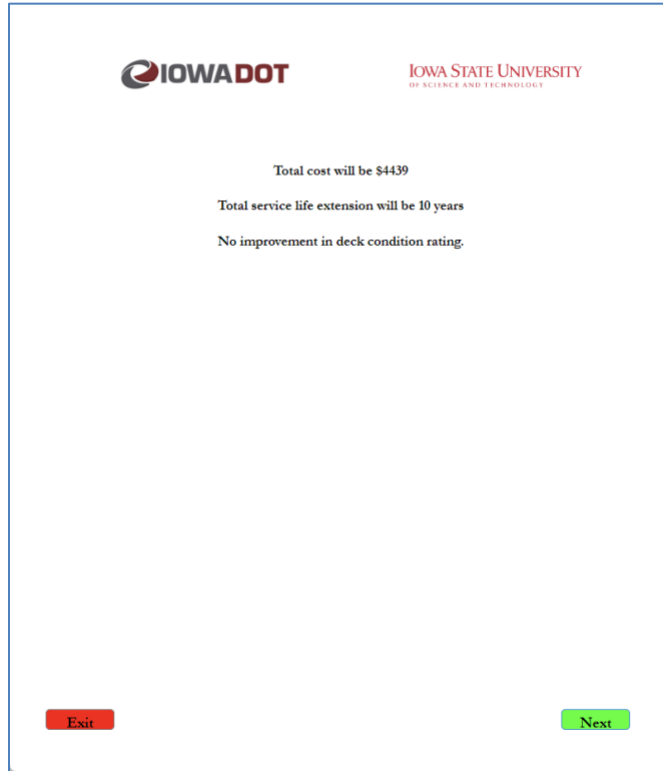 IOWADOT
IOWA STATE UNIVERSITY
OF SCIENCE AND TECHNOLOGY
Total cost will be $4439
Total service life extension will be 10 years
No improvement in deck condition rating.
Exit
Next